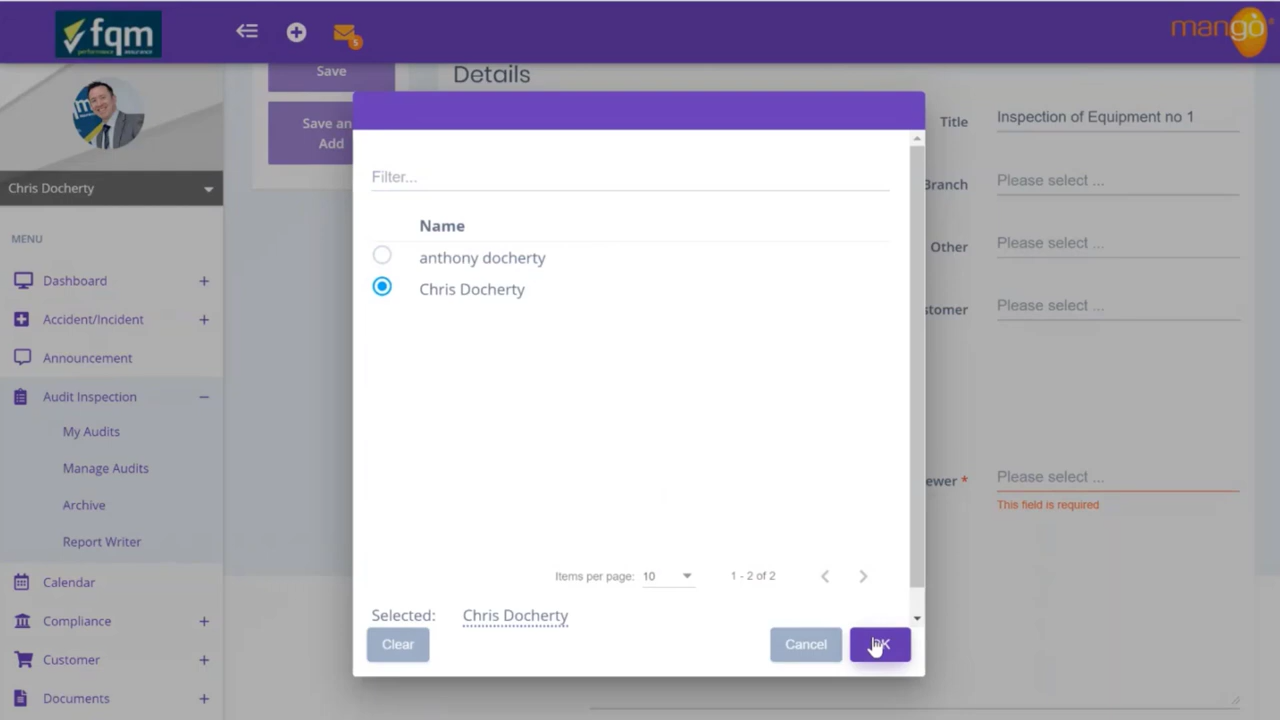 fqm
performance assurance
5
mango
Save
Details
Save an
Add
Title
Inspection of Equipment no 1
Filter...
Branch
Please select ...
Chris Docherty
Name
MENU
Other
Please select ...
anthony docherty
Dashboard
Chris Docherty
Accident/Incident
stomer
Please select ...
Announcement
Audit Inspection
My Audits
Manage Audits
ewer *
Please select ...
This field is required
Archive
Report Writer
Items per page: 10
1 - 2 of 2
Calendar
Selected: Chris Docherty
Compliance
Clear
Cancel
Customer
Documents